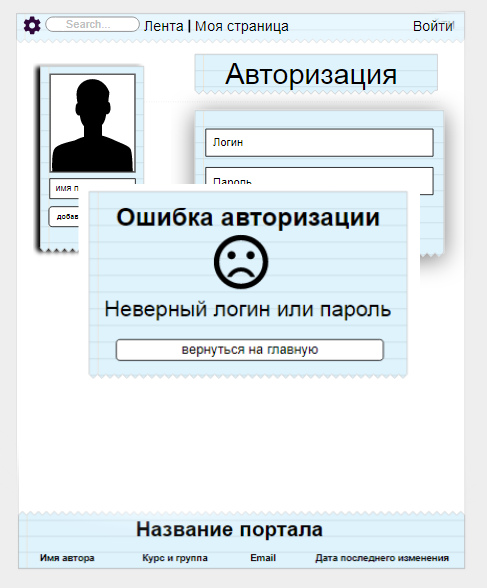 Search...
Лента | Моя страница
Войти
Авторизация
Логин
Пароль
имя
добав
Ошибка авторизации
Неверный логин или пароль
вернуться на главную
Название портала
Имя автора
Курс и группа
Email
Дата последнего изменения